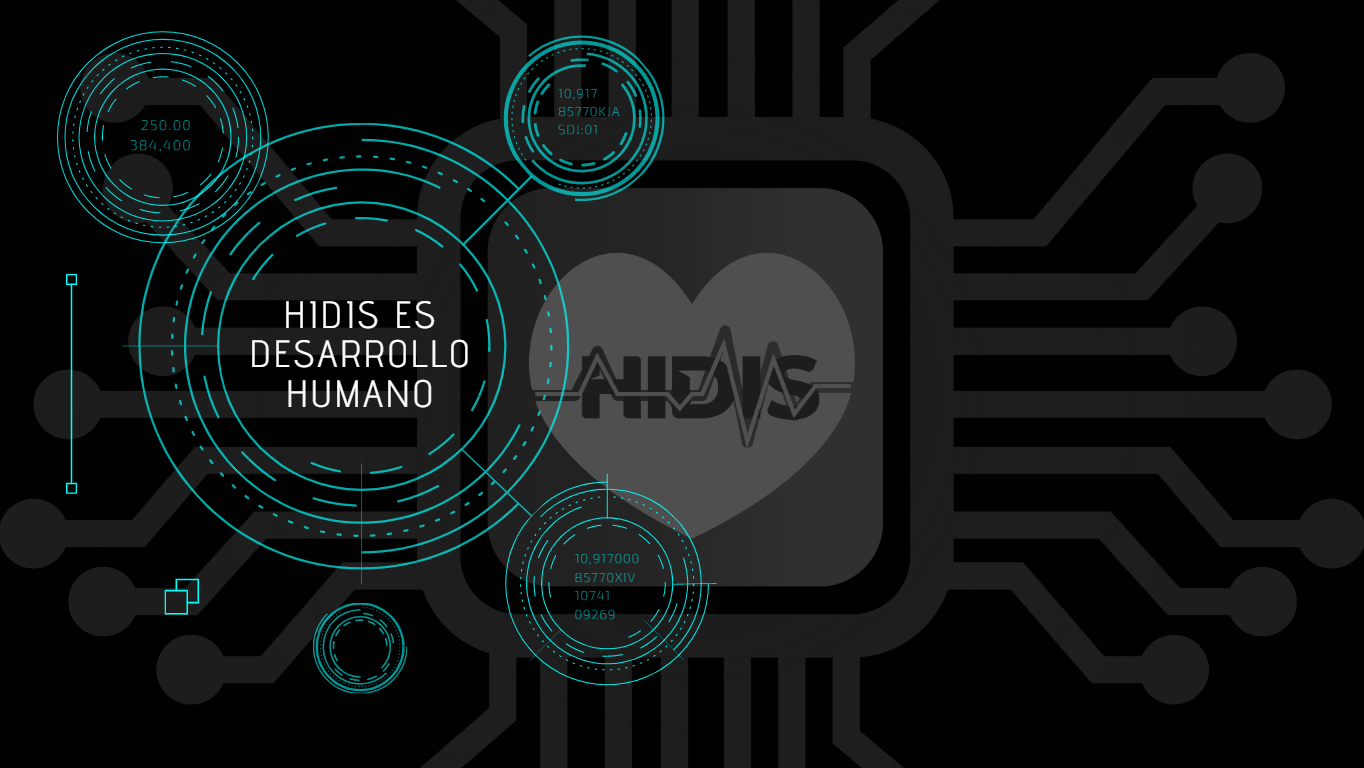 250.00
384,400
10,917
85770KIA
SDJ:01
HIDIS ES
DESARROLLO
HUMANO
HIDIS
10,917000
85770XIV
10741
09269